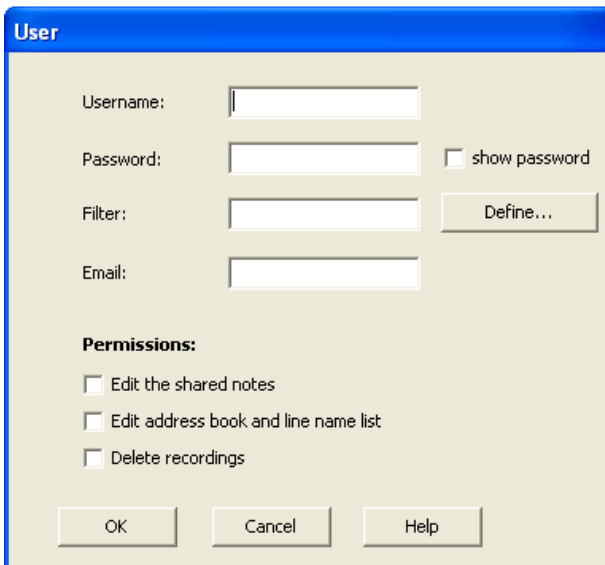 User
Username:
Password: show password
Filter: Define...
Email:
Permissions:
Edit the shared notes
Edit address book and line name list
Delete recordings
OK Cancel Help